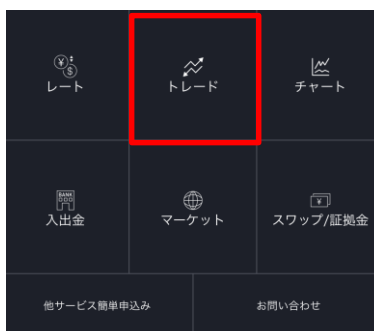 レート
トレード
チャート
BANK
入出金
マーケット
スワップ/証拠金
他サービス簡単申込み
お問い合わせ